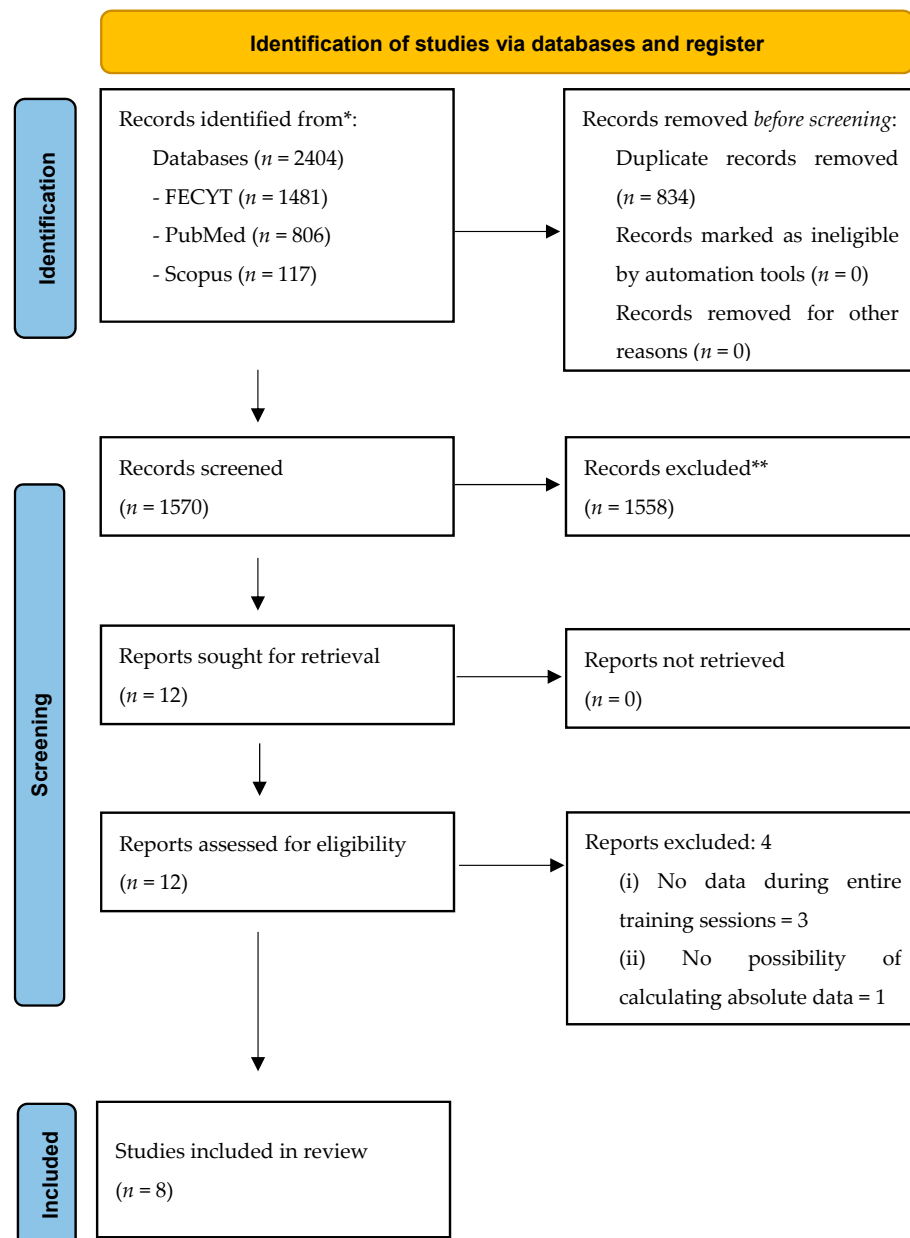 Identification of studies via databases and register
Identification
Records identified from*:
Databases (n = 2404)
- FECYT (n = 1481)
- PubMed (n = 806)
- Scopus (n = 117)
Records removed before screening:
Duplicate records removed
(n = 834)
Records marked as ineligible
by automation tools (n = 0)
Records removed for other
reasons (n = 0)
Screening
Records screened
(n = 1570)
Records excluded**
(n = 1558)
Reports sought for retrieval
(n = 12)
Reports not retrieved
(n = 0)
Reports assessed for eligibility
(n = 12)
Reports excluded: 4
(i) No data during entire
training sessions = 3
(ii) No possibility of
calculating absolute data = 1
Included
Studies included in review
(n = 8)